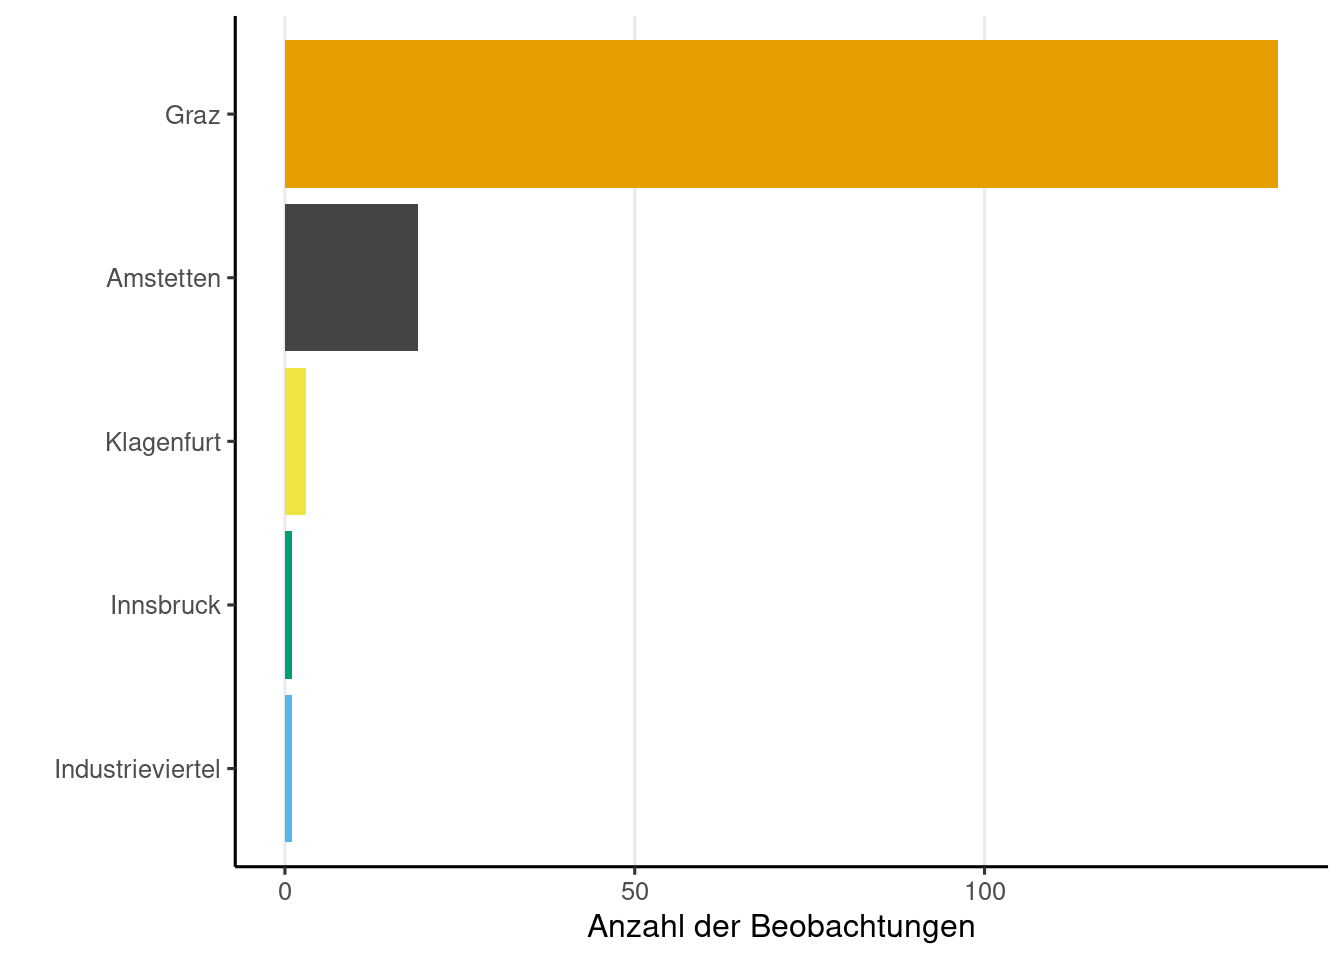 Graz
Amstetten
Klagenfurt
Innsbruck
Industrieviertel
0 50 100
Anzahl der Beobachtungen